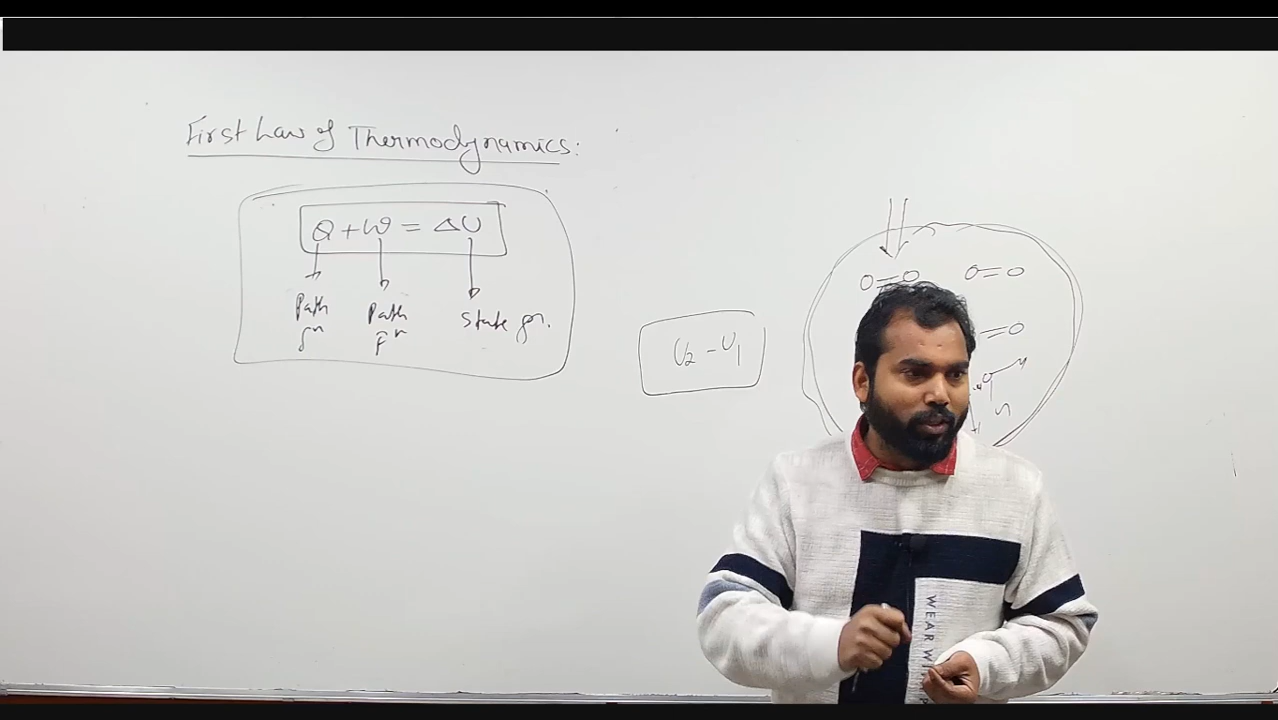 First Law of Thermodynamics:
Q + W = ΔU
Path Path State fn.
fn Fn
U2 - U1
O=O O=O
=O
WEAR